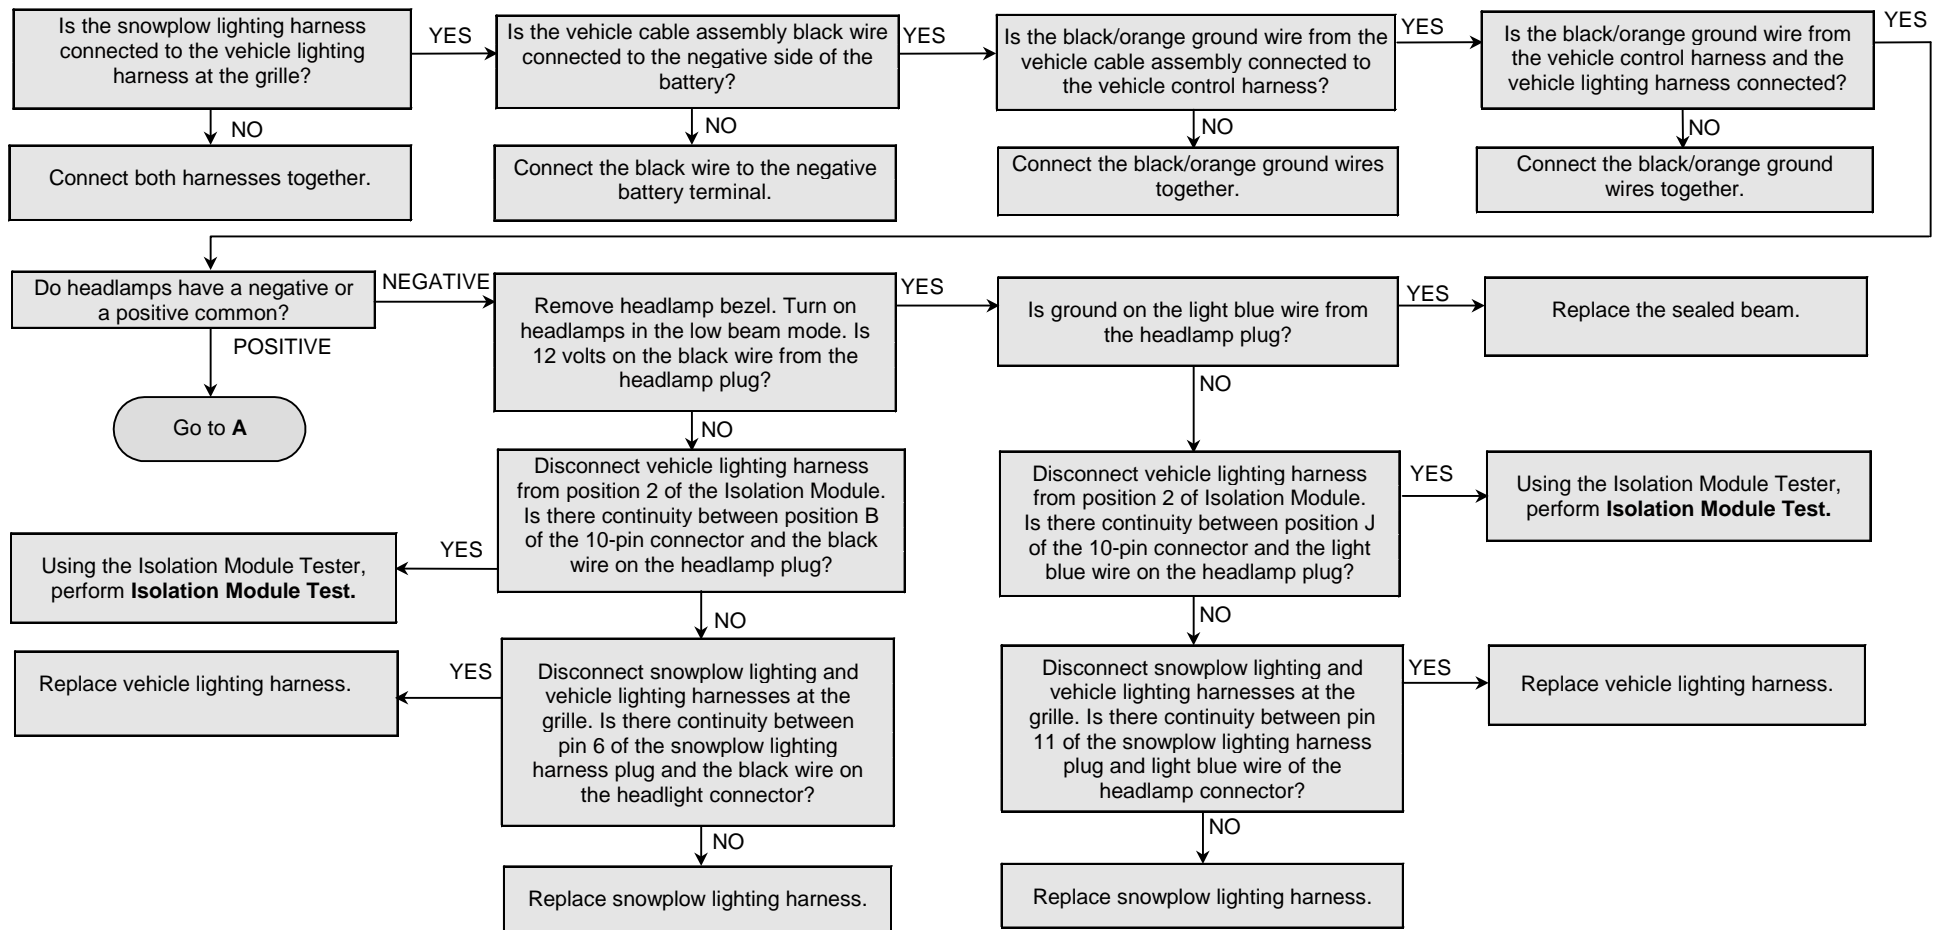 Is the snowplow lighting harness
connected to the vehicle lighting
harness at the grille?
YES
Is the vehicle cable assembly black wire
connected to the negative side of the
battery?
YES
Is the black/orange ground wire from the
vehicle cable assembly connected to
the vehicle control harness?
YES
Is the black/orange ground wire from
the vehicle control harness and the
vehicle lighting harness connected?
YES
NO
NO
NO
NO
Connect both harnesses together.
Connect the black wire to the negative
battery terminal.
Connect the black/orange ground wires
together.
Connect the black/orange ground
wires together.
Do headlamps have a negative or
a positive common?
NEGATIVE
POSITIVE
Go to A
Remove headlamp bezel. Turn on
headlamps in the low beam mode. Is
12 volts on the black wire from the
headlamp plug?
YES
NO
Is ground on the light blue wire from
the headlamp plug?
YES
NO
Replace the sealed beam.
Disconnect vehicle lighting harness
from position 2 of the Isolation Module.
Is there continuity between position B
of the 10-pin connector and the black
wire on the headlamp plug?
YES
NO
Using the Isolation Module Tester,
perform Isolation Module Test.
Disconnect vehicle lighting harness
from position 2 of Isolation Module.
Is there continuity between position J
of the 10-pin connector and the light
blue wire on the headlamp plug?
YES
NO
Using the Isolation Module Tester,
perform Isolation Module Test.
Replace vehicle lighting harness.
YES
Disconnect snowplow lighting and
vehicle lighting harnesses at the
grille. Is there continuity between
pin 6 of the snowplow lighting
harness plug and the black wire on
the headlight connector?
NO
Replace snowplow lighting harness.
Disconnect snowplow lighting and
vehicle lighting harnesses at the
grille. Is there continuity between pin
11 of the snowplow lighting harness
plug and light blue wire of the
headlamp connector?
YES
Replace vehicle lighting harness.
NO
Replace snowplow lighting harness.